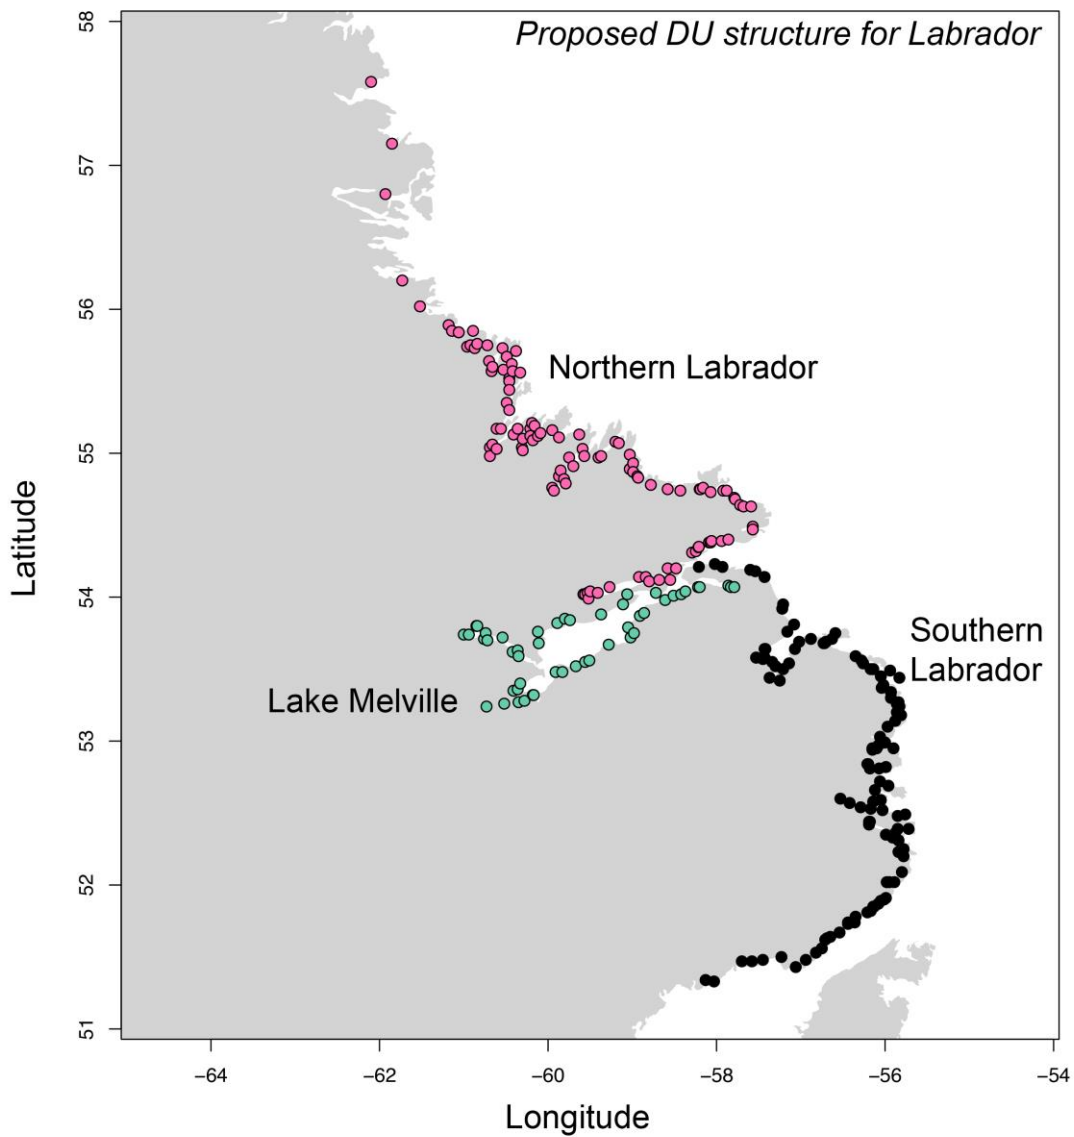 Proposed DU structure for Labrador
58
57
56
55
54
53
52
51
Latitude
Northern Labrador
Southern
Labrador
Lake Melville
−64
−62
−60
−58
−56
−54
Longitude